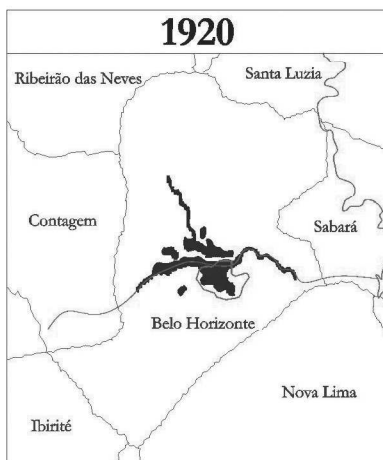 1920
Ribeirão das Neves
Santa Luzia
Contagem
Sabará
Belo Horizonte
Nova Lima
Ibirité